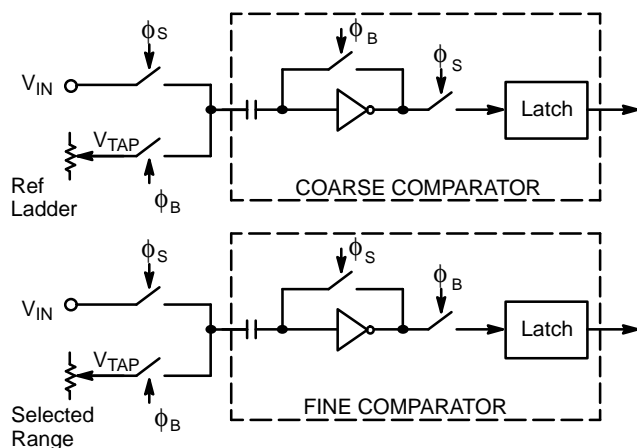 ϕS
ϕB
VIN
ϕS
Latch
VTAP
Ref
Ladder
ϕB
COARSE COMPARATOR
ϕS
ϕS
ϕB
VIN
Latch
VTAP
Selected
Range
ϕB
FINE COMPARATOR